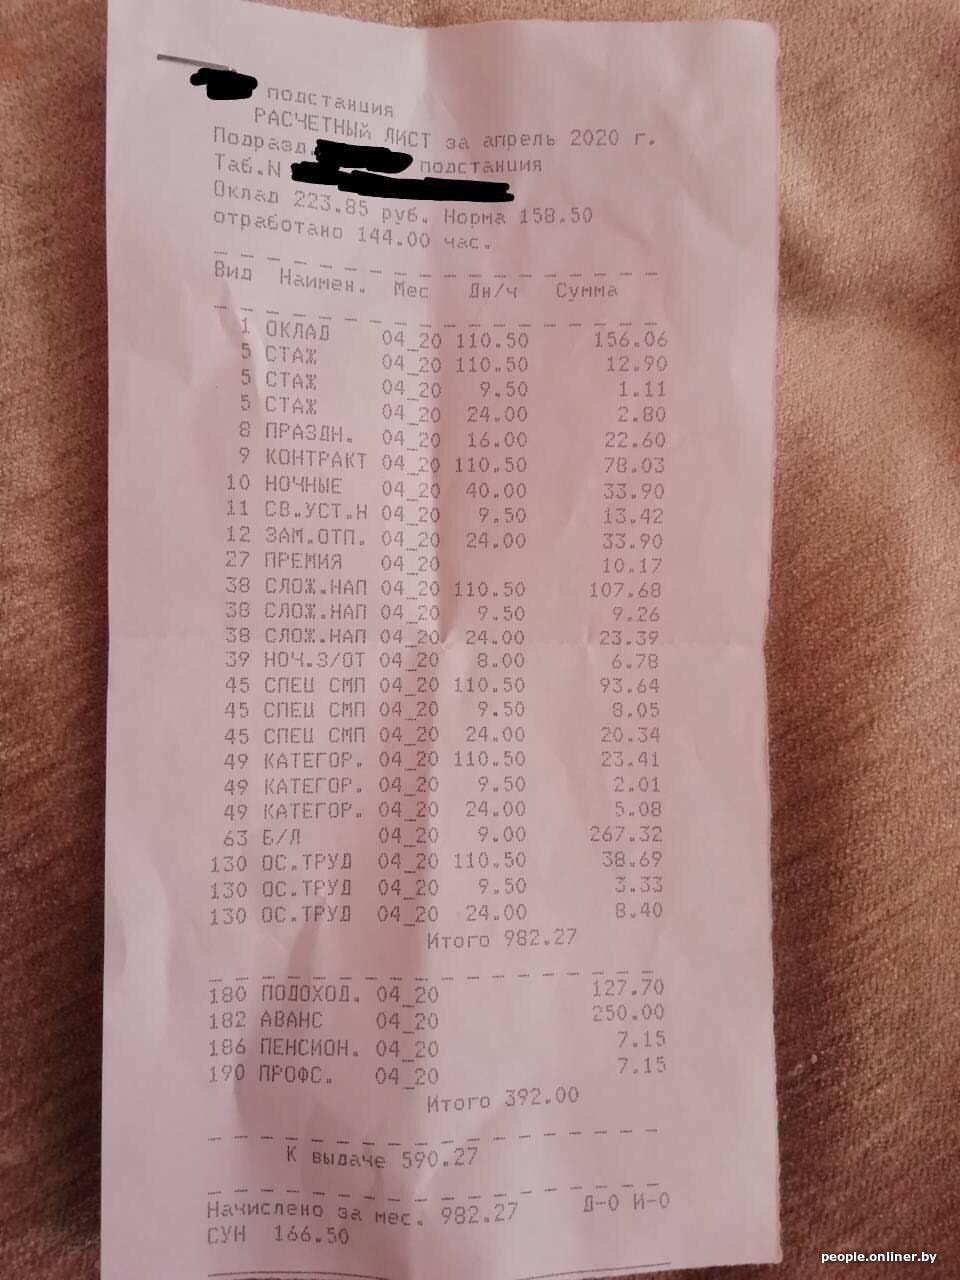 подстанция
РАСЧЕТНЫЙ ЛИСТ за апрель 2020 г.
Подразд. подстанция
Таб.N
Оклад 223.85 руб. Норма 158.50
отработано 144.00 час.
Вид Наимен. Мес Дн/ч Сумма
1 ОКЛАД 04_20 110.50 156.06
5 СТАЖ 04_20 110.50 12.90
5 СТАЖ 04_20 9.50 1.11
5 СТАЖ 04_20 24.00 2.80
8 ПРАЗДН. 04_20 16.00 22.60
9 КОНТРАКТ 04_20 110.50 78.03
10 НОЧНЫЕ 04_20 40.00 33.90
11 СВ.УСТ.Н 04_20 9.50 13.42
12 ЗАМ.ОТП. 04_20 24.00 33.90
27 ПРЕМИЯ 04_20 10.17
38 СЛОЖ.НАП 04_20 110.50 107.68
38 СЛОЖ.НАП 04_20 9.50 9.26
38 СЛОЖ.НАП 04_20 24.00 23.39
39 НОЧ.З/ОТ 04_20 8.00 6.78
45 СПЕЦ СМП 04_20 110.50 93.64
45 СПЕЦ СМП 04_20 9.50 8.05
45 СПЕЦ СМП 04_20 24.00 20.34
49 КАТЕГОР. 04_20 110.50 23.41
49 КАТЕГОР. 04_20 9.50 2.01
49 КАТЕГОР. 04_20 24.00 5.08
63 Б/Л 04_20 9.00 267.32
130 ОС.ТРУД 04_20 110.50 38.69
130 ОС.ТРУД 04_20 9.50 3.33
130 ОС.ТРУД 04_20 24.00 8.40
Итого 982.27
180 ПОДОХОД. 04_20 127.70
182 АВАНС 04_20 250.00
186 ПЕНСИОН. 04_20 7.15
190 ПРОФС. 04_20 7.15
Итого 392.00
К выдаче 590.27
Начислено за мес. 982.27 Д-0 И-0
СУН 166.50
people.onliner.by